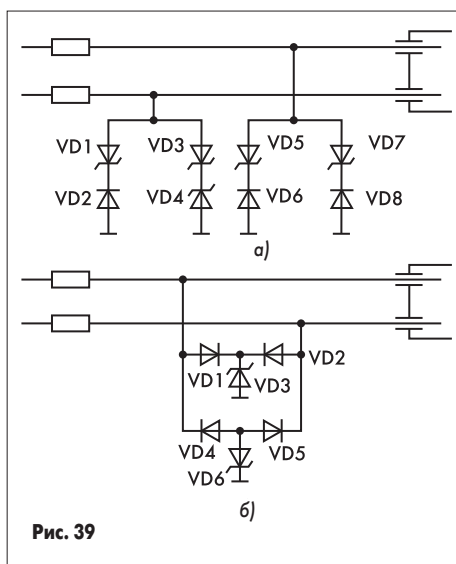 VD1 VD3 VD5 VD7
VD2 VD4 VD6 VD8
а)
VD1 VD3 VD2
VD4 VD5
VD6
б)
Рис. 39